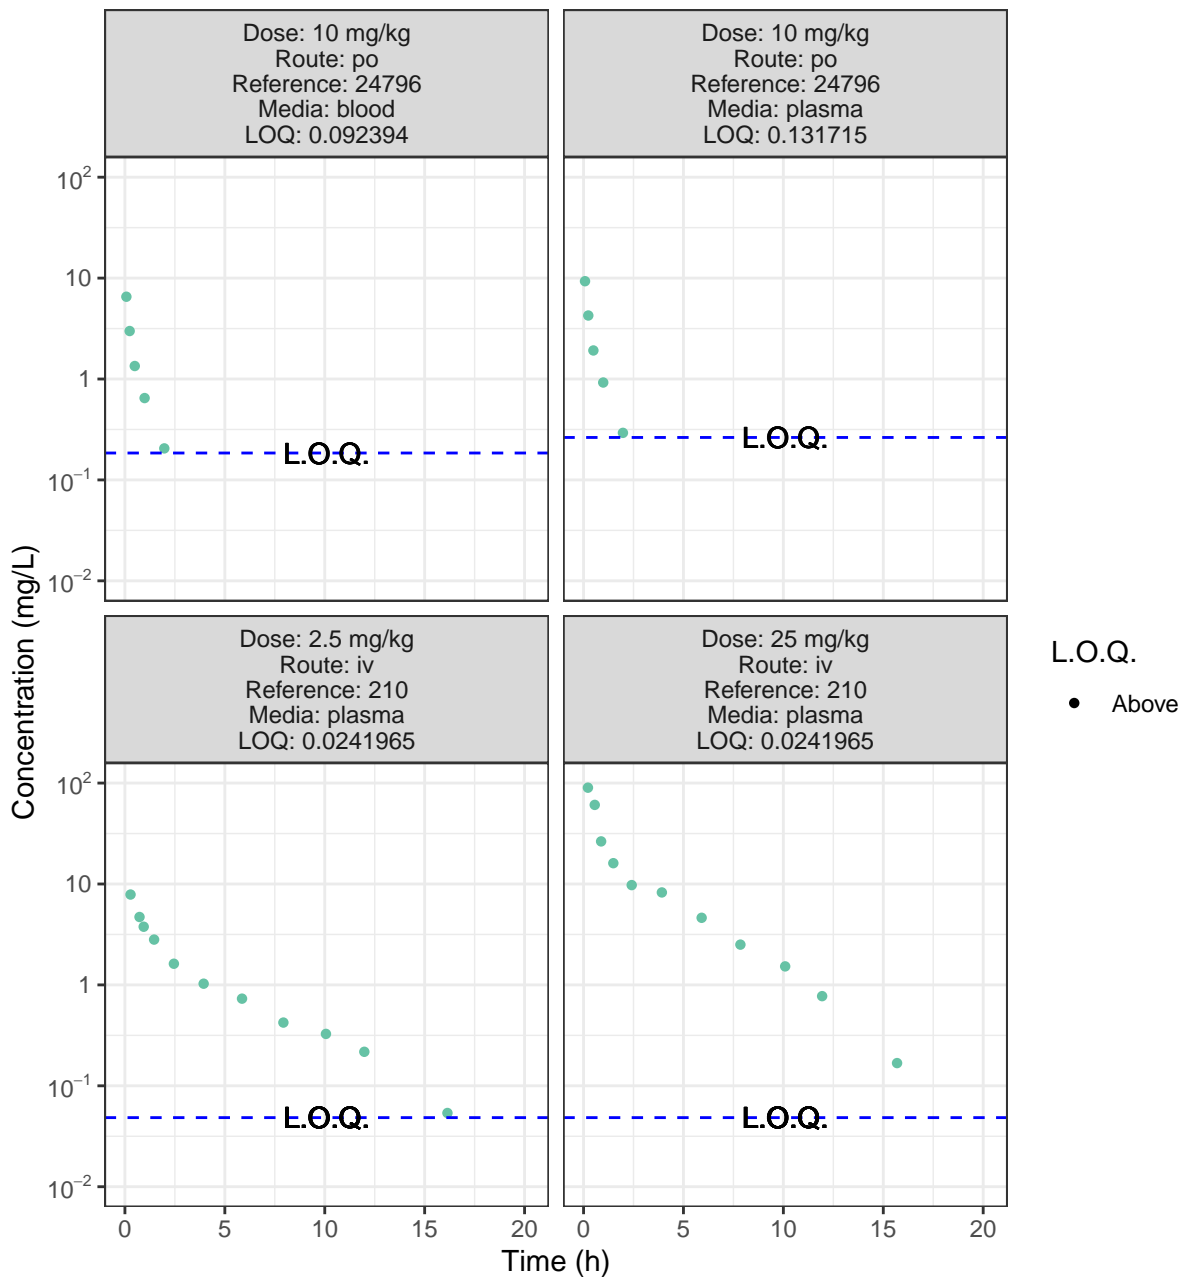 Dose: 10 mg/kg
Route: po
Reference: 24796
Media: blood
LOQ: 0.092394
Dose: 10 mg/kg
Route: po
Reference: 24796
Media: plasma
LOQ: 0.131715
10²
10
1
10⁻¹
10⁻²
L.O.Q.
L.O.Q.
Concentration (mg/L)
Dose: 2.5 mg/kg
Route: iv
Reference: 210
Media: plasma
LOQ: 0.0241965
Dose: 25 mg/kg
Route: iv
Reference: 210
Media: plasma
LOQ: 0.0241965
10²
10
1
10⁻¹
10⁻²
L.O.Q.
L.O.Q.
0 5 10 15 20
0 5 10 15 20
Time (h)
L.O.Q.
Above